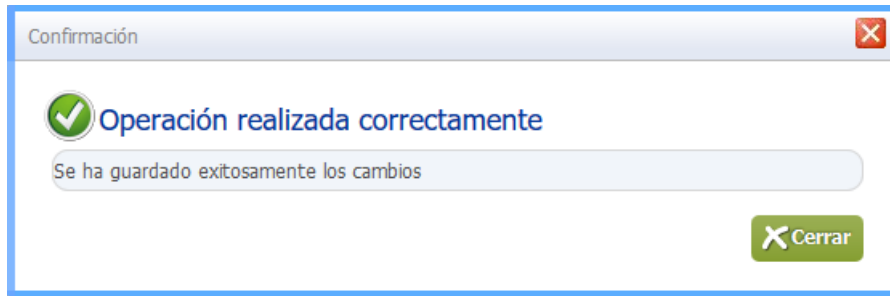 Confirmación
Operación realizada correctamente
Se ha guardado exitosamente los cambios
Cerrar